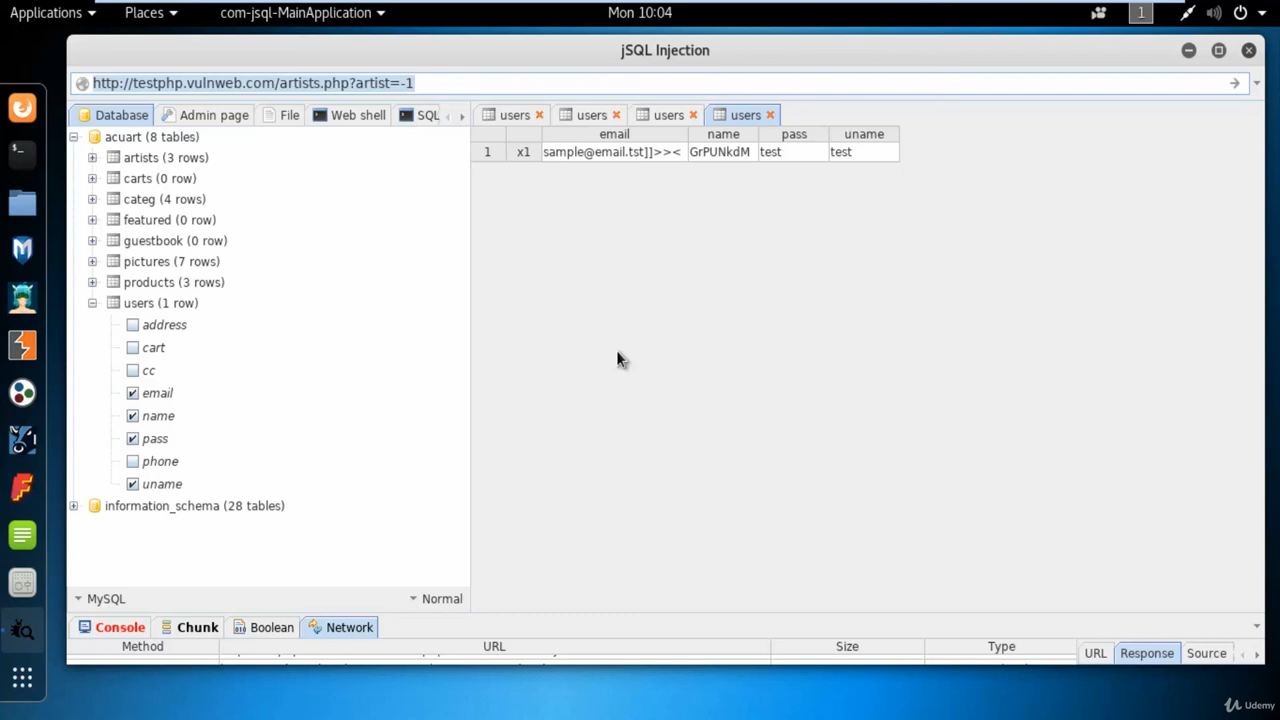 Applications Places com-jsql-MainApplication Mon 10:04 1
jSQL Injection
http://testphp.vulnweb.com/artists.php?artist=-1
Database Admin page File Web shell SQL users users users users
email name pass uname
1 x1 sample@email.tst]]>>< GrPUNkdM test test
acuart (8 tables)
artists (3 rows)
carts (0 row)
categ (4 rows)
featured (0 row)
guestbook (0 row)
pictures (7 rows)
products (3 rows)
users (1 row)
address
cart
cc
email
name
pass
phone
uname
information_schema (28 tables)
MySQL Normal
Console Chunk Boolean Network
Method URL Size Type URL Response Source
Udemy